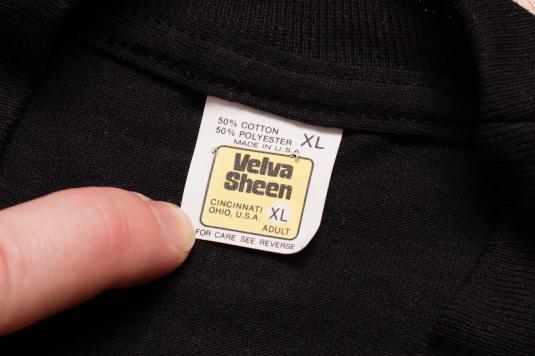 50% COTTON
50% POLYESTER XL
MADE IN U.S.A.
Velva
Sheen
CINCINNATI
OHIO, U.S.A. XL
ADULT
FOR CARE SEE REVERSE